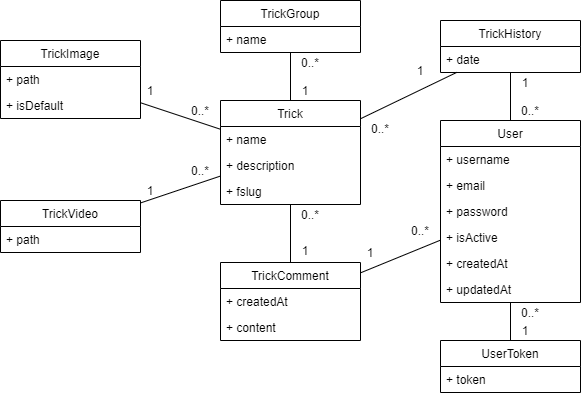 TrickGroup
+ name
TrickHistory
+ date
TrickImage
+ path
+ isDefault
0..*
1
1
1
1
0..*
Trick
+ name
+ description
+ fslug
0..*
0..*
User
+ username
+ email
+ password
+ isActive
+ createdAt
+ updatedAt
0..*
1
TrickVideo
+ path
0..*
1
0..*
1
TrickComment
+ createdAt
+ content
0..*
1
UserToken
+ token